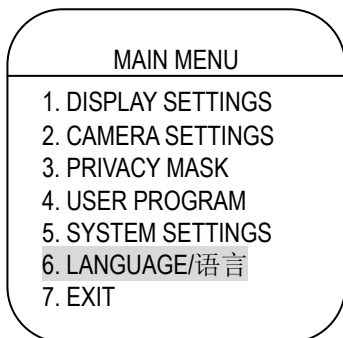 MAIN MENU
1. DISPLAY SETTINGS
2. CAMERA SETTINGS
3. PRIVACY MASK
4. USER PROGRAM
5. SYSTEM SETTINGS
6. LANGUAGE/语言
7. EXIT